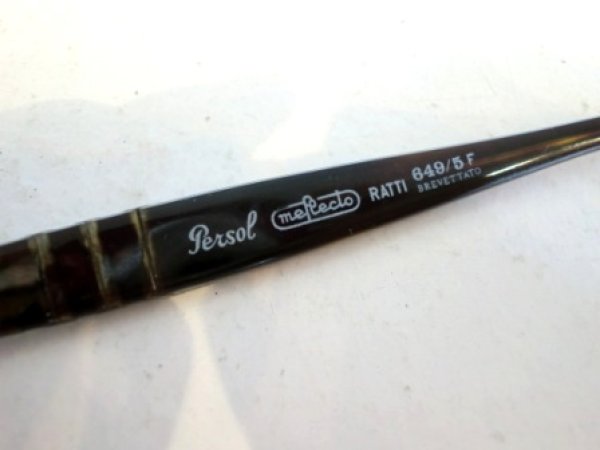 Persol meflecto RATTI 649/5 F
BREVETTATO